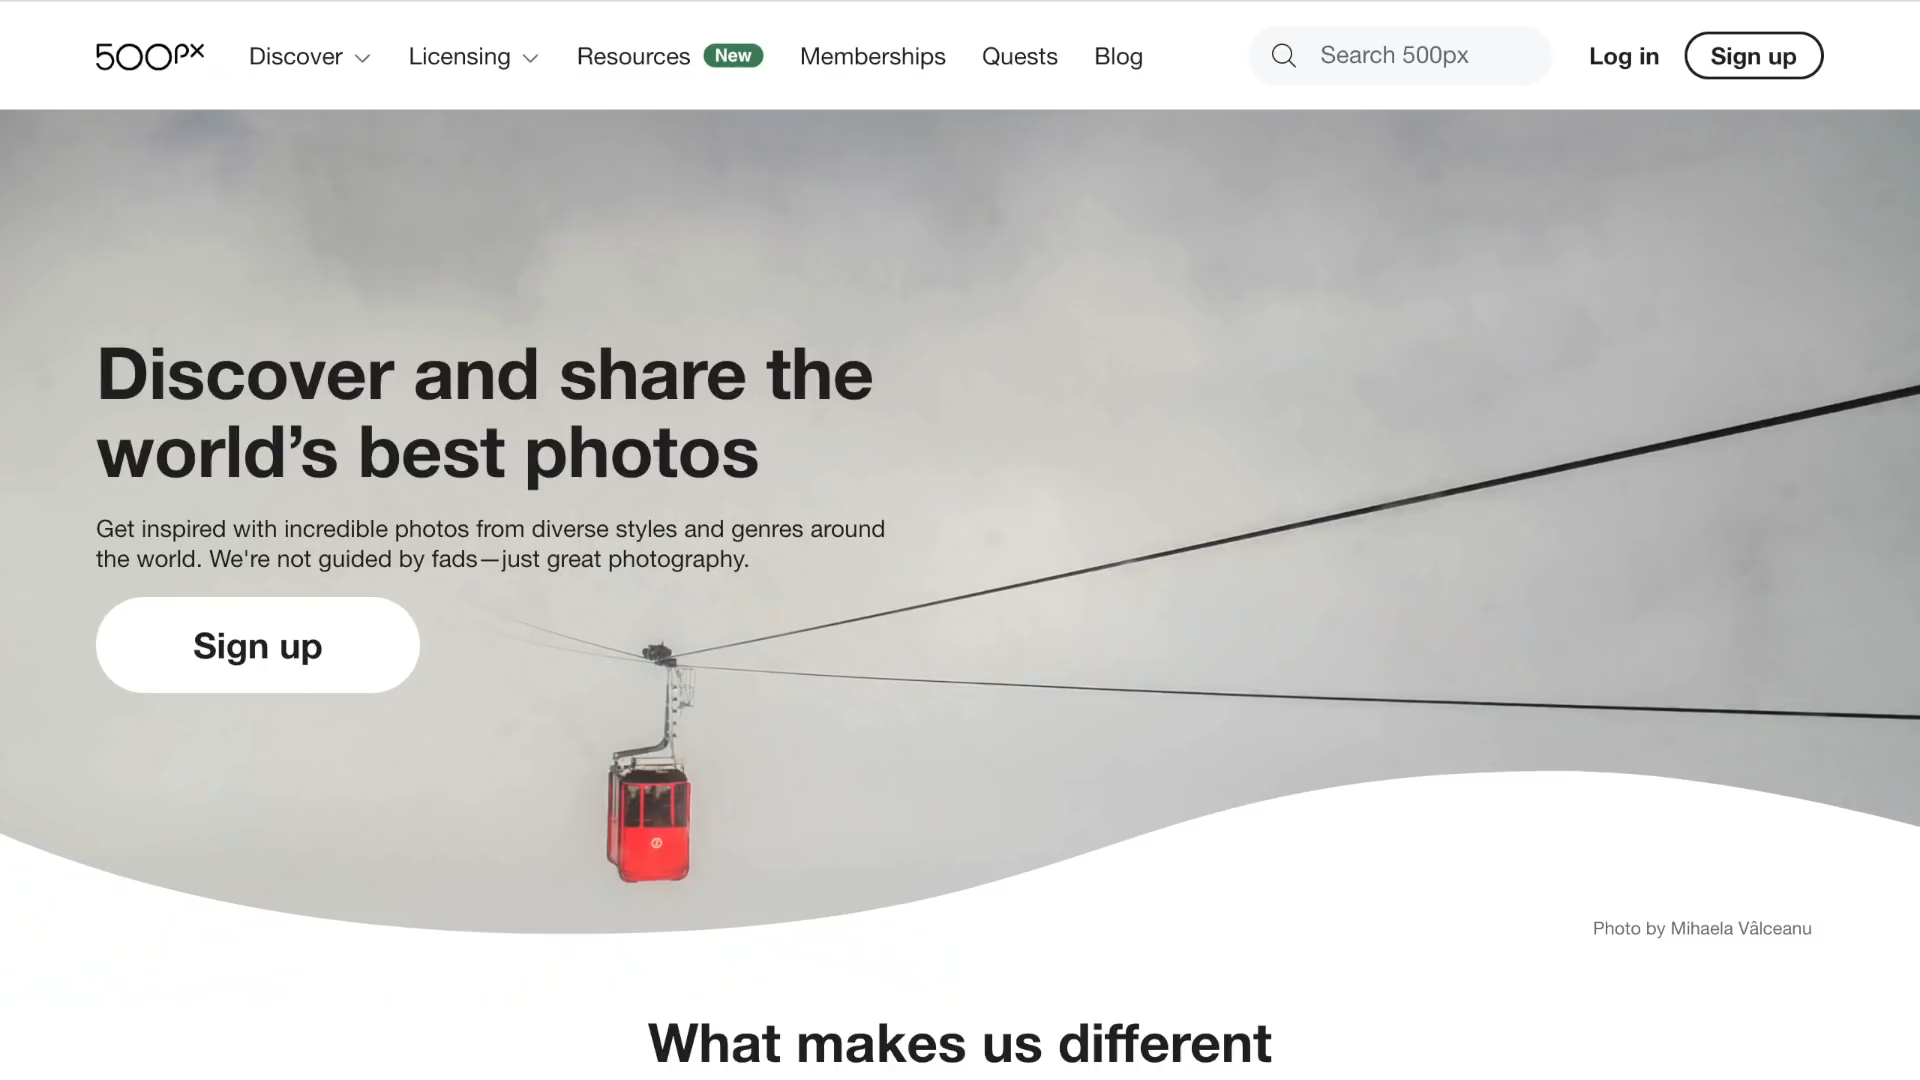 500px
Discover
Licensing
Resources New
Memberships
Quests
Blog
Search 500px
Log in
Sign up
Discover and share the
world’s best photos
Get inspired with incredible photos from diverse styles and genres around
the world. We're not guided by fads—just great photography.
Sign up
Photo by Mihaela Vâlceanu
What makes us different